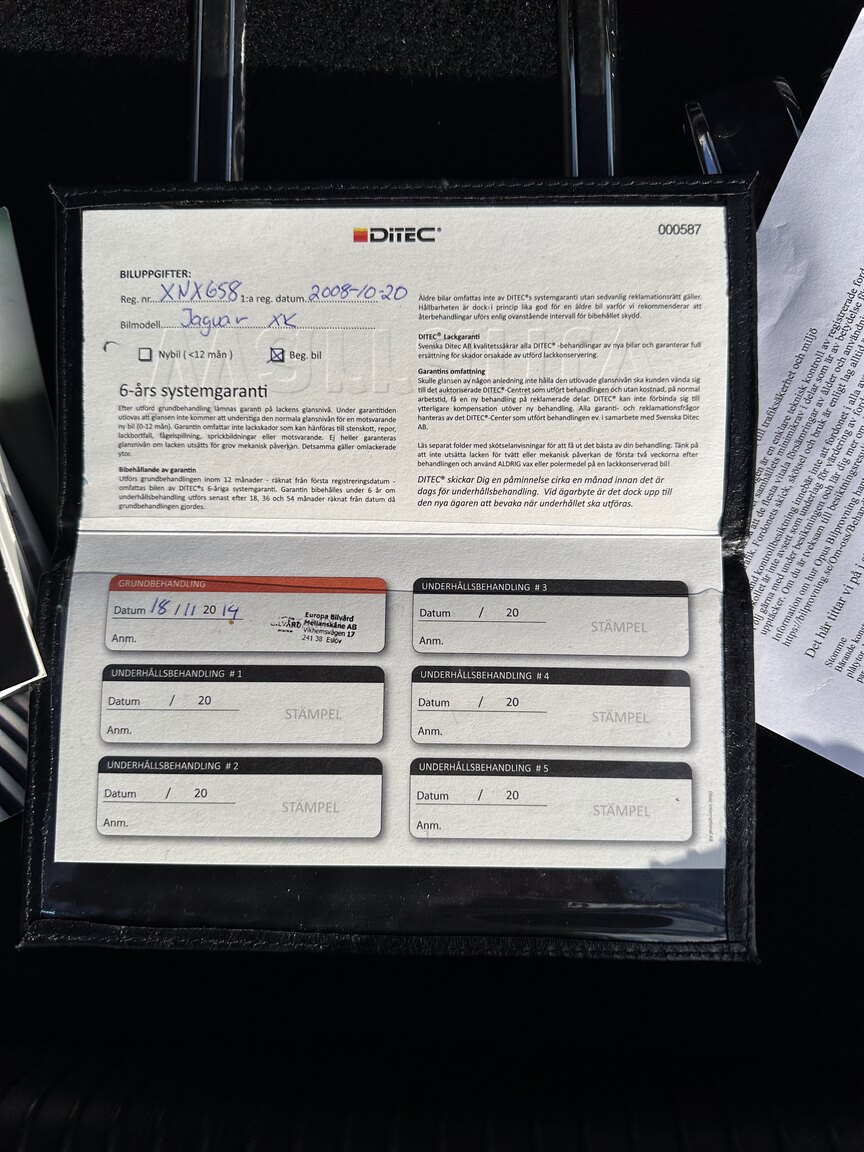 DiTEC
000587
BILUPPGIFTER:
Reg. nr. XNX658 1:a reg. datum. 2008-10-20
Bilmodell. Jaguar XK
Nybil ( <12 mån ) Beg. bil
6-års systemgaranti
Efter utförd grundbehandling lämnas garanti på lackens glansnivå. Under garantitiden
utlovas att glansen inte kommer att understiga den normala glansnivån för en motsvarande
ny bil (0-12 mån). Garantin omfattar inte lackskador som kan hänföras till stenskott, repor,
lackbortfall, fågelspillning, sprickbildningar eller motsvarande. Ej heller garanteras
glansnivån om lacken utsätts för grov mekanisk påverkan. Detsamma gäller omlackerade
ytor.
Bibehållande av garantin
Utförs grundbehandlingen inom 12 månader - räknat från första registreringsdatum -
omfattas bilen av DITEC®s 6-åriga systemgaranti. Garantin bibehålles under 6 år om
underhållsbehandling utförs senast efter 18, 36 och 54 månader räknat från datum då
grundbehandlingen gjordes.
Äldre bilar omfattas inte av DITEC®s systemgaranti utan sedvanlig reklamationsrätt gäller.
Hållbarheten är dock i princip lika god för en äldre bil varför vi rekommenderar att
återbehandlingar utförs enlig ovanstående intervall för bibehållet skydd.
DITEC® Lackgaranti
Svenska Ditec AB kvalitetssäkrar alla DITEC® -behandlingar av nya bilar och garanterar full
ersättning för skador orsakade av utförd lackkonservering.
Garantins omfattning
Skulle glansen av någon anledning inte hålla den utlovade glansnivån ska kunden vända sig
till det auktoriserade DITEC®-Centret som utfört behandlingen och utan kostnad, på normal
arbetstid, få en ny behandling på reklamerade delar. DITEC® kan inte förbinda sig till
ytterligare kompensation utöver ny behandling. Alla garanti- och reklamationsfrågor
hanteras av det DITEC®-Center som utfört behandlingen ev. i samarbete med Svenska Ditec
AB.
Läs separat folder med skötselanvisningar för att få ut det bästa av din behandling. Tänk på
att inte utsätta lacken för tvätt eller mekanisk påverkan de första två veckorna efter
behandlingen och använd ALDRIG vax eller polermedel på en lackkonserverad bil!
DITEC® skickar Dig en påminnelse cirka en månad innan det är
dags för underhållsbehandling. Vid ägarbyte är det dock upp till
den nya ägaren att bevaka när underhållet ska utföras.
GRUNDBEHANDLING
Datum 18 / 11 20 14
Anm.
Europa Bilvård
Mellanskåne AB
Vikhemsvägen 17
241 38 Eslöv
UNDERHÅLLSBEHANDLING # 1
Datum / 20
STÄMPEL
Anm.
UNDERHÅLLSBEHANDLING # 2
Datum / 20
STÄMPEL
Anm.
UNDERHÅLLSBEHANDLING # 3
Datum / 20
STÄMPEL
Anm.
UNDERHÅLLSBEHANDLING # 4
Datum / 20
STÄMPEL
Anm.
UNDERHÅLLSBEHANDLING # 5
Datum / 20
STÄMPEL
Anm.
Ditec International AB
till trafiksäkerhet och miljö
Det här tittar vi på i
Stomme